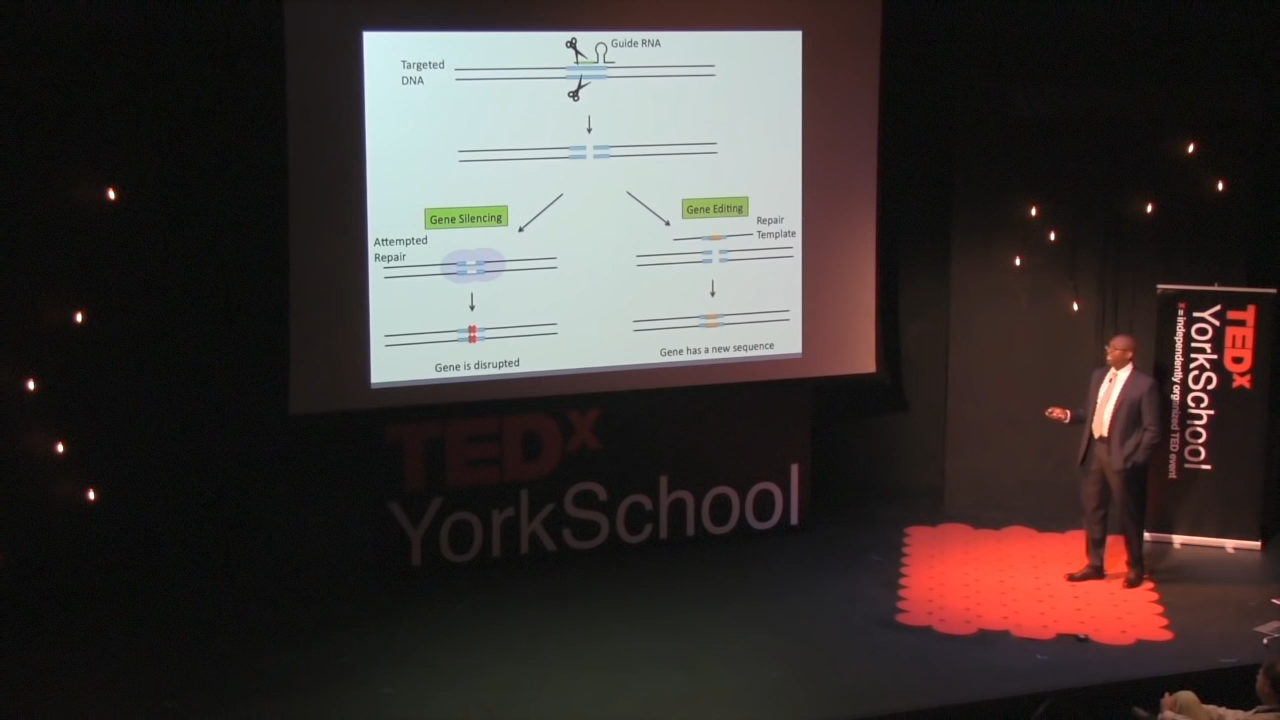 Guide RNA
Targeted
DNA
Gene Silencing
Gene Editing
Repair
Template
Attempted
Repair
Gene is disrupted
Gene has a new sequence
TEDx
YorkSchool
TEDx
YorkSchool
x = independently organized TED event